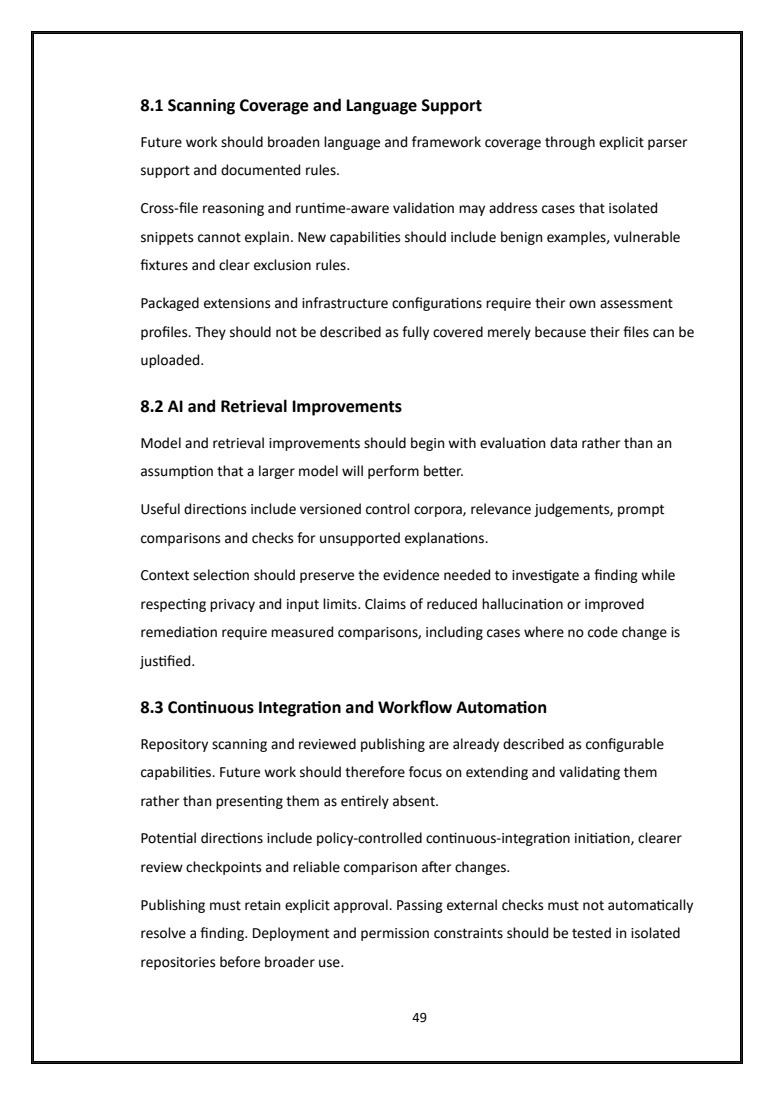 8.1 Scanning Coverage and Language Support
Future work should broaden language and framework coverage through explicit parser
support and documented rules.
Cross-file reasoning and runtime-aware validation may address cases that isolated
snippets cannot explain. New capabilities should include benign examples, vulnerable
fixtures and clear exclusion rules.
Packaged extensions and infrastructure configurations require their own assessment
profiles. They should not be described as fully covered merely because their files can be
uploaded.
8.2 AI and Retrieval Improvements
Model and retrieval improvements should begin with evaluation data rather than an
assumption that a larger model will perform better.
Useful directions include versioned control corpora, relevance judgements, prompt
comparisons and checks for unsupported explanations.
Context selection should preserve the evidence needed to investigate a finding while
respecting privacy and input limits. Claims of reduced hallucination or improved
remediation require measured comparisons, including cases where no code change is
justified.
8.3 Continuous Integration and Workflow Automation
Repository scanning and reviewed publishing are already described as configurable
capabilities. Future work should therefore focus on extending and validating them
rather than presenting them as entirely absent.
Potential directions include policy-controlled continuous-integration initiation, clearer
review checkpoints and reliable comparison after changes.
Publishing must retain explicit approval. Passing external checks must not automatically
resolve a finding. Deployment and permission constraints should be tested in isolated
repositories before broader use.
49